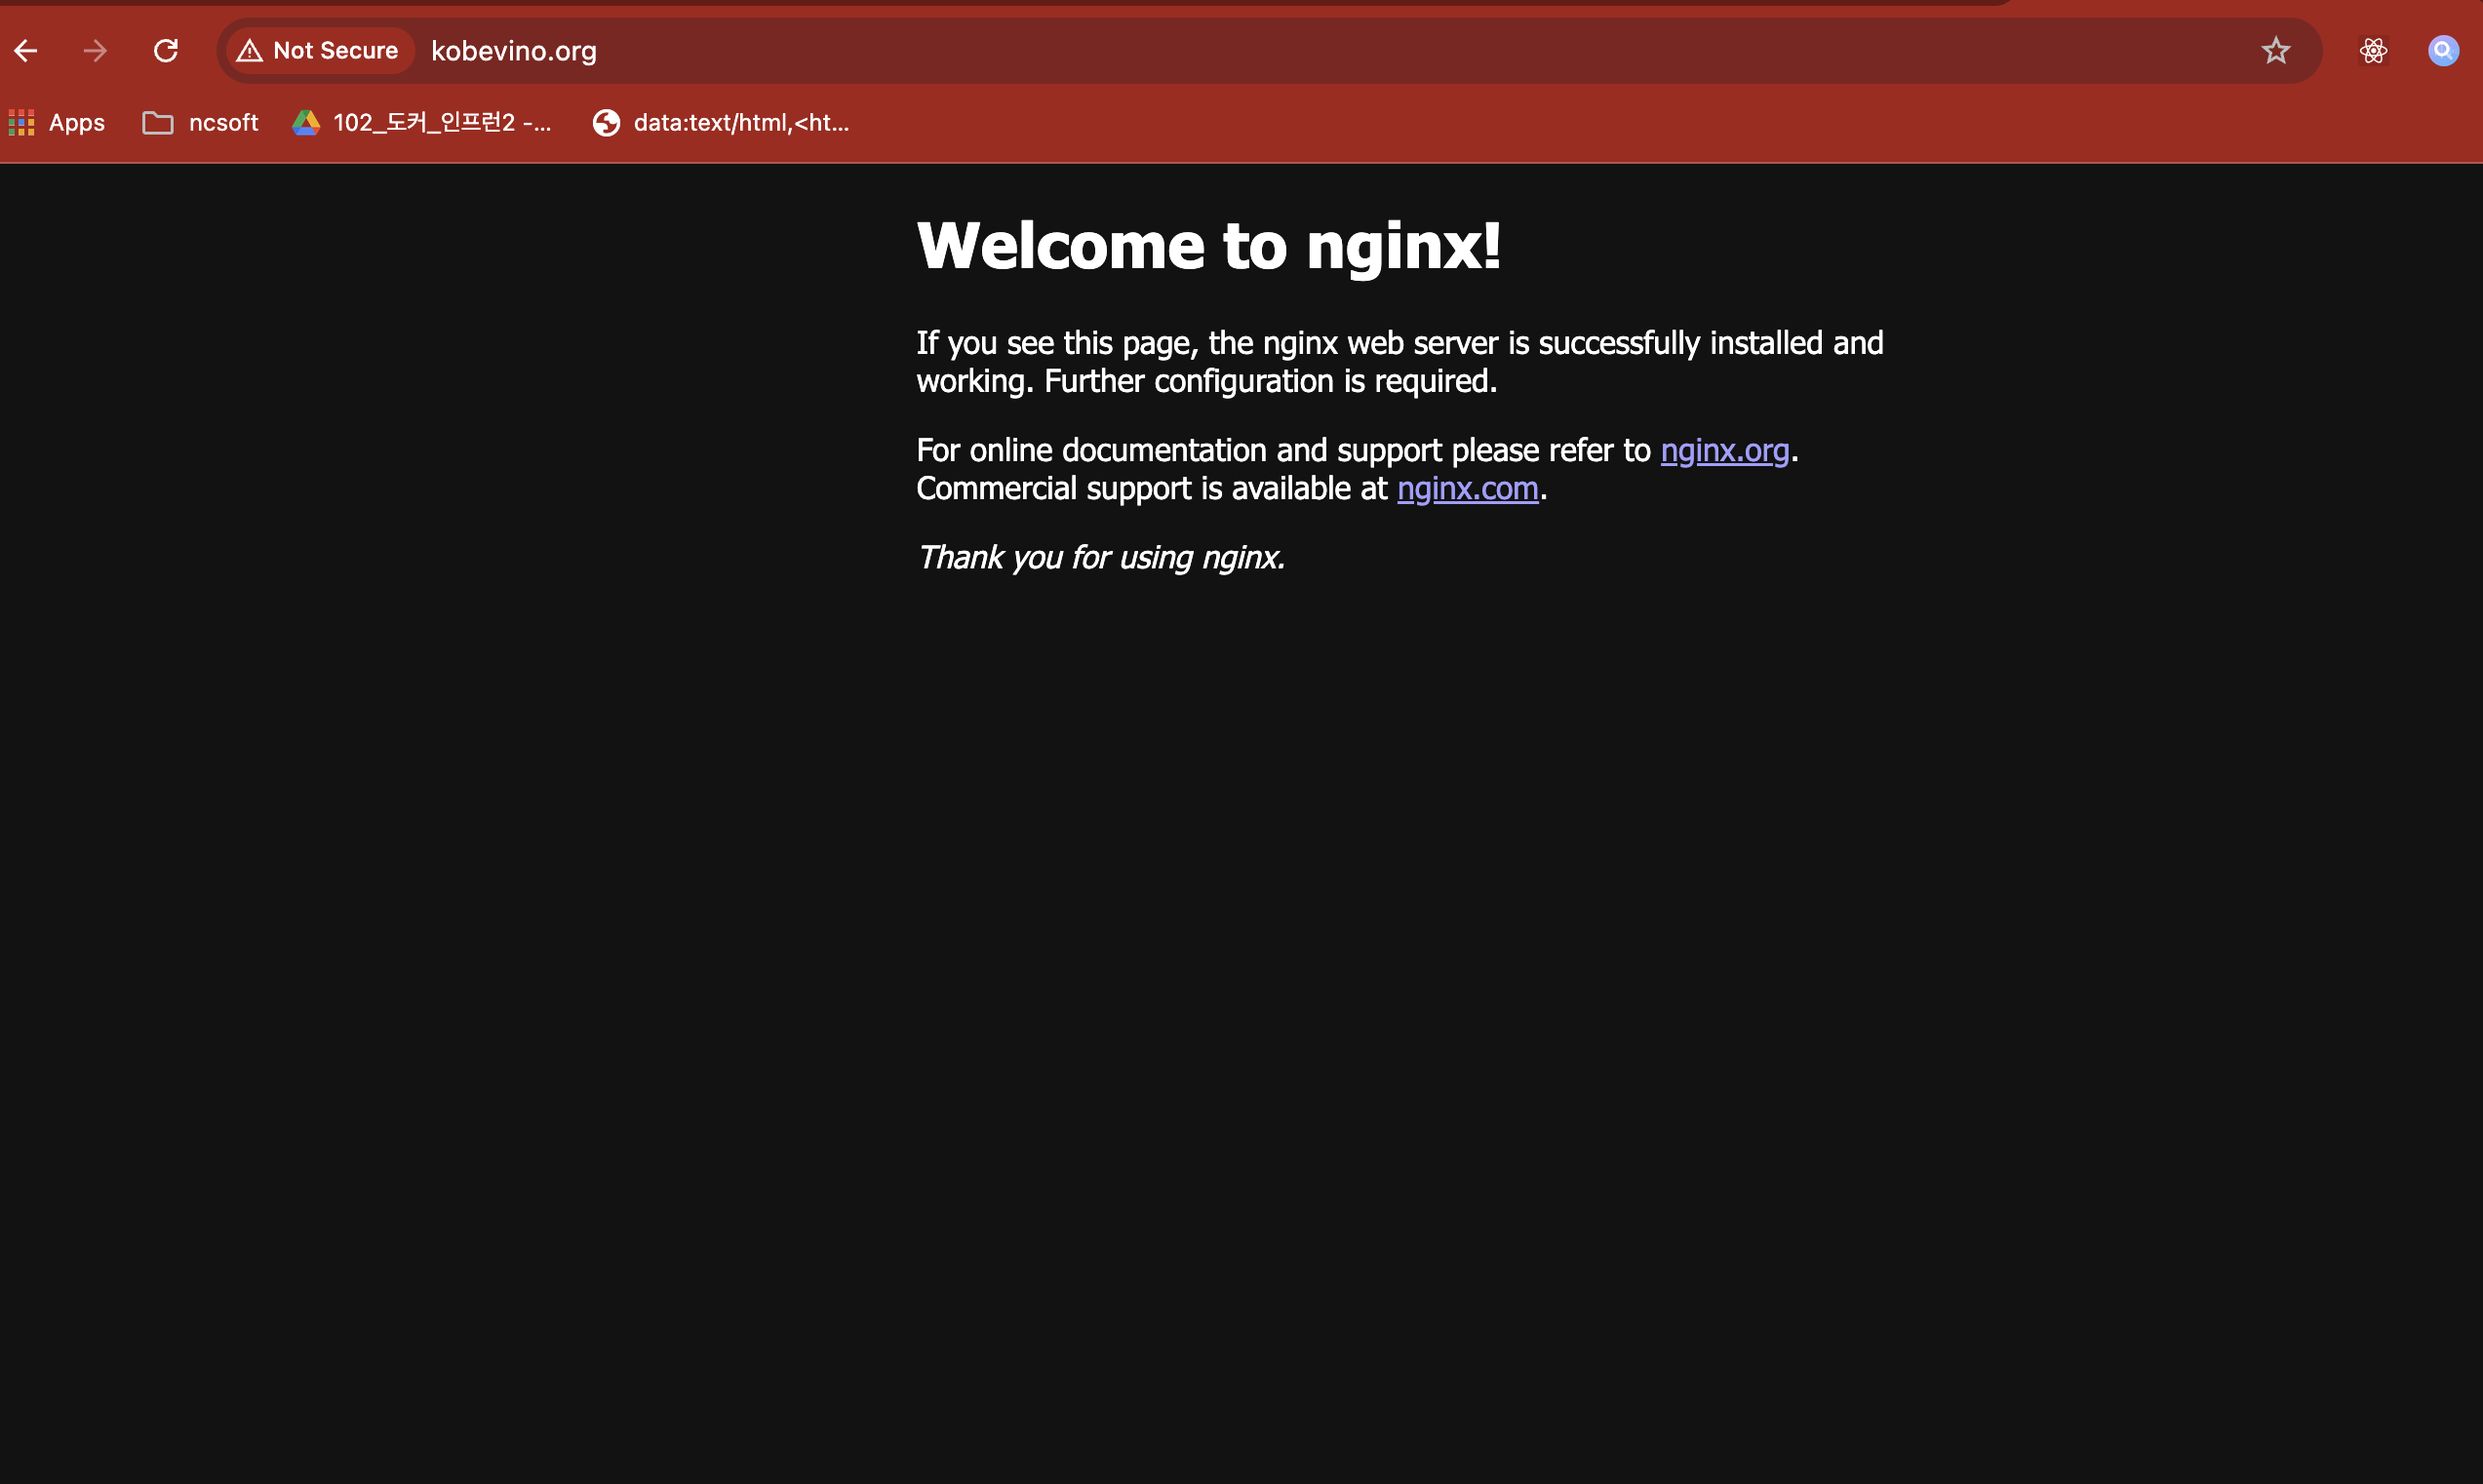 Not Secure kobevino.org
Apps ncsoft 102_도커_인프런2 -... data:text/html,<ht...
Welcome to nginx!
If you see this page, the nginx web server is successfully installed and
working. Further configuration is required.
For online documentation and support please refer to nginx.org.
Commercial support is available at nginx.com.
Thank you for using nginx.